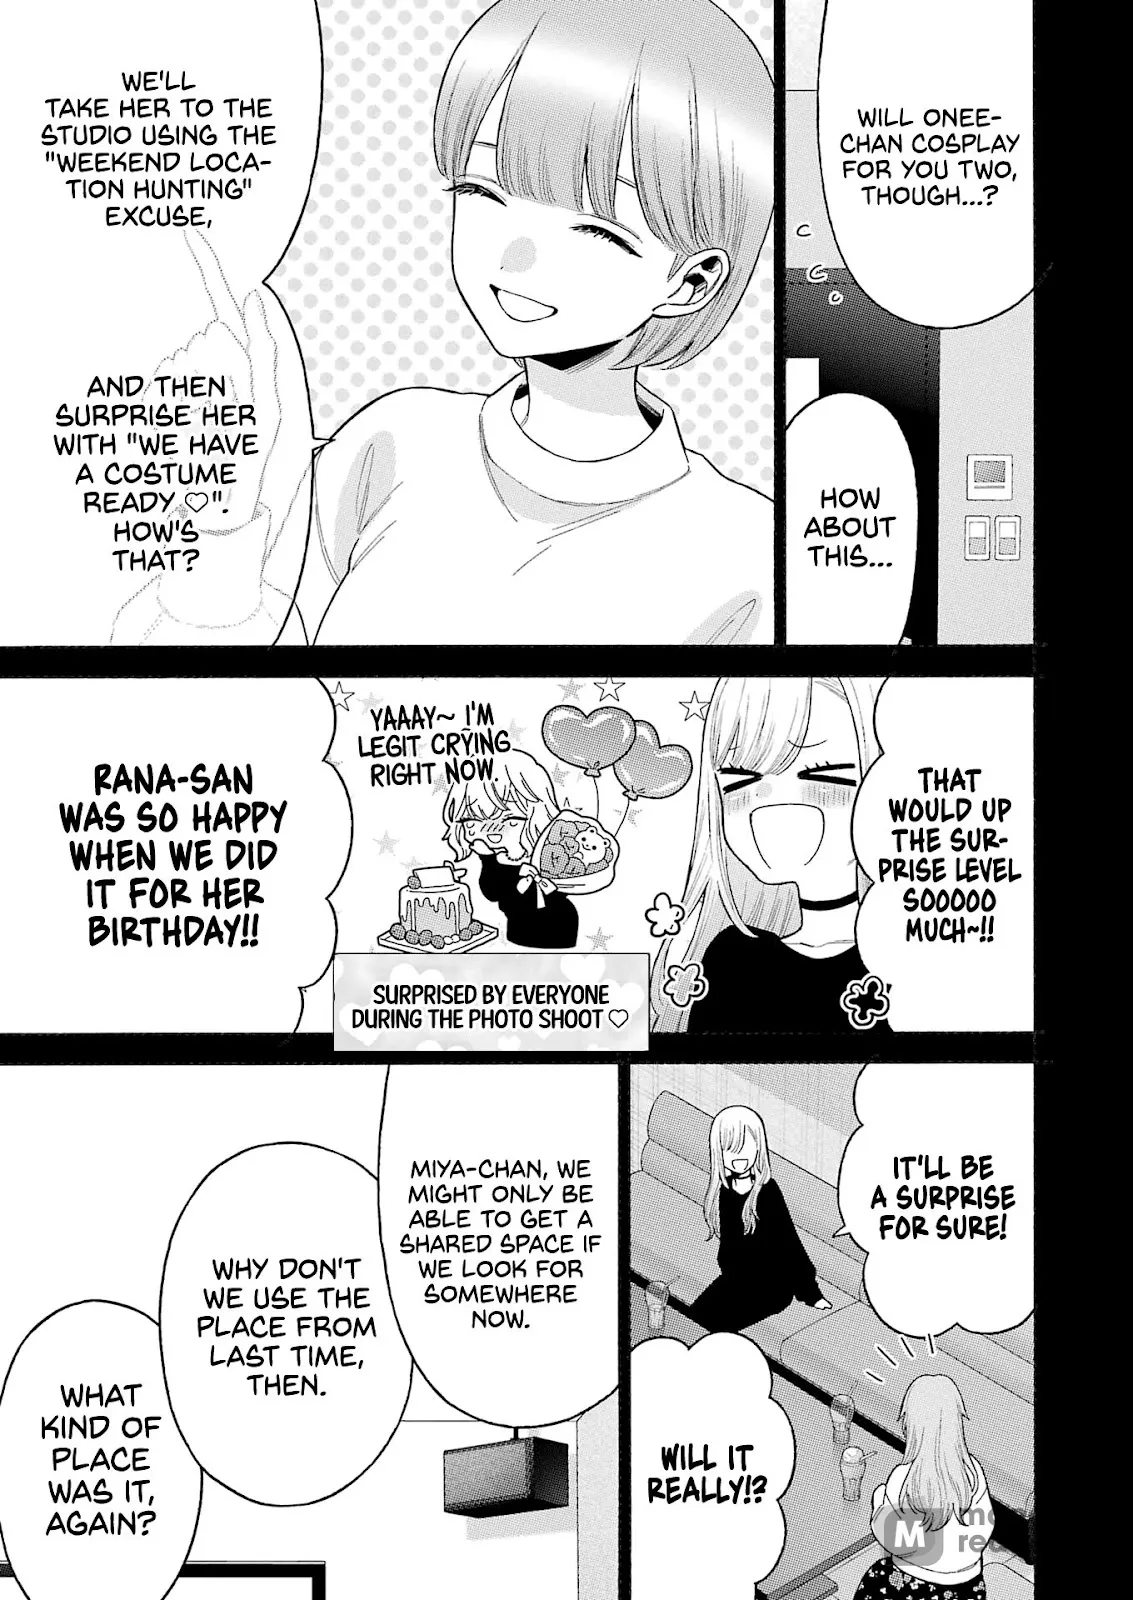 WILL ONEE-
CHAN COSPLAY
FOR YOU TWO,
THOUGH...?
HOW
ABOUT
THIS...
WE'LL
TAKE HER TO THE
STUDIO USING THE
"WEEKEND LOCA-
TION HUNTING"
EXCUSE,
AND THEN
SURPRISE HER
WITH "WE HAVE
A COSTUME
READY ♡".
HOW'S
THAT?
THAT
WOULD UP
THE SUR-
PRISE LEVEL
SOOOOO
MUCH~!!
YAAAY~ I'M
LEGIT CRYING
RIGHT NOW.
SURPRISED BY EVERYONE
DURING THE PHOTO SHOOT ♡
RANA-SAN
WAS SO HAPPY
WHEN WE DID
IT FOR HER
BIRTHDAY!!
IT'LL BE
A SURPRISE
FOR SURE!
WILL IT
REALLY!?
MIYA-CHAN, WE
MIGHT ONLY BE
ABLE TO GET A
SHARED SPACE IF
WE LOOK FOR
SOMEWHERE
NOW.
WHY DON'T
WE USE THE
PLACE FROM
LAST TIME,
THEN.
WHAT
KIND OF
PLACE
WAS IT,
AGAIN?
M